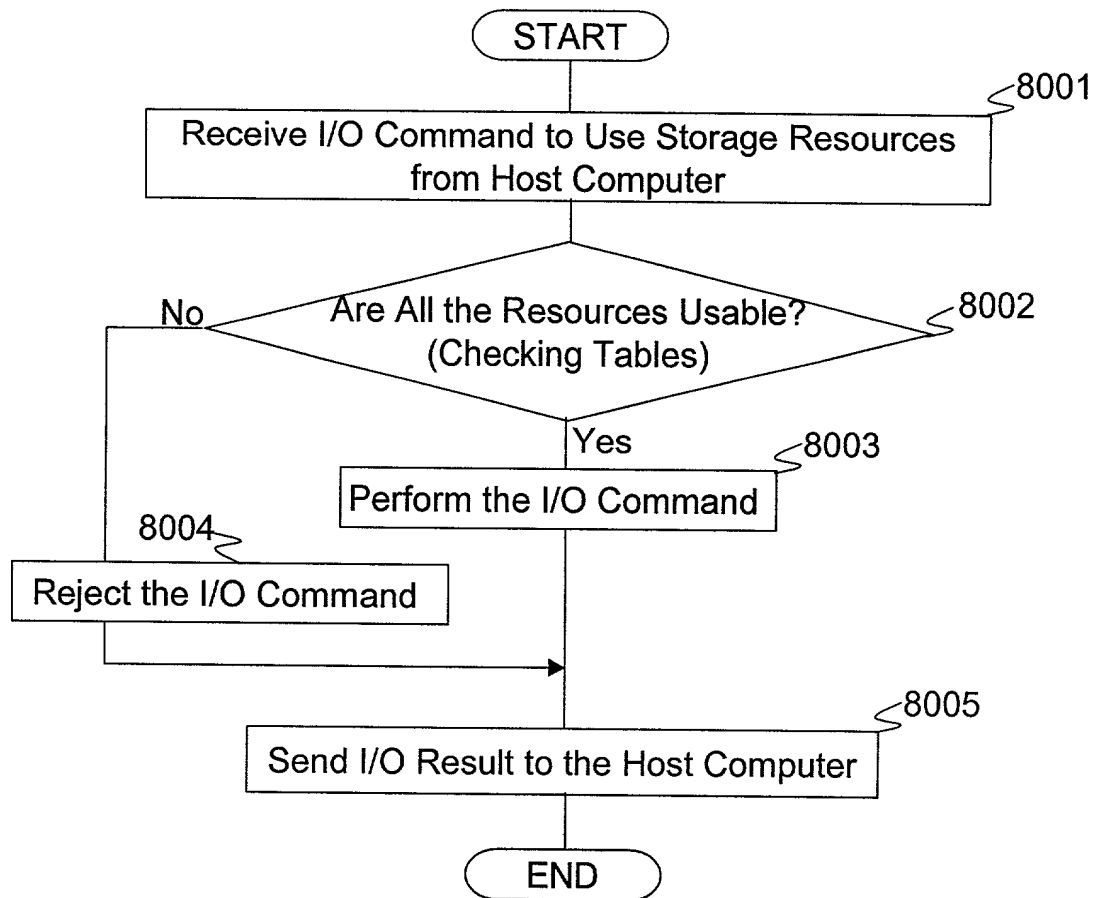 START
8001
Receive I/O Command to Use Storage Resources
from Host Computer
No
Are All the Resources Usable?
(Checking Tables)
8002
Yes
8003
Perform the I/O Command
8004
Reject the I/O Command
8005
Send I/O Result to the Host Computer
END